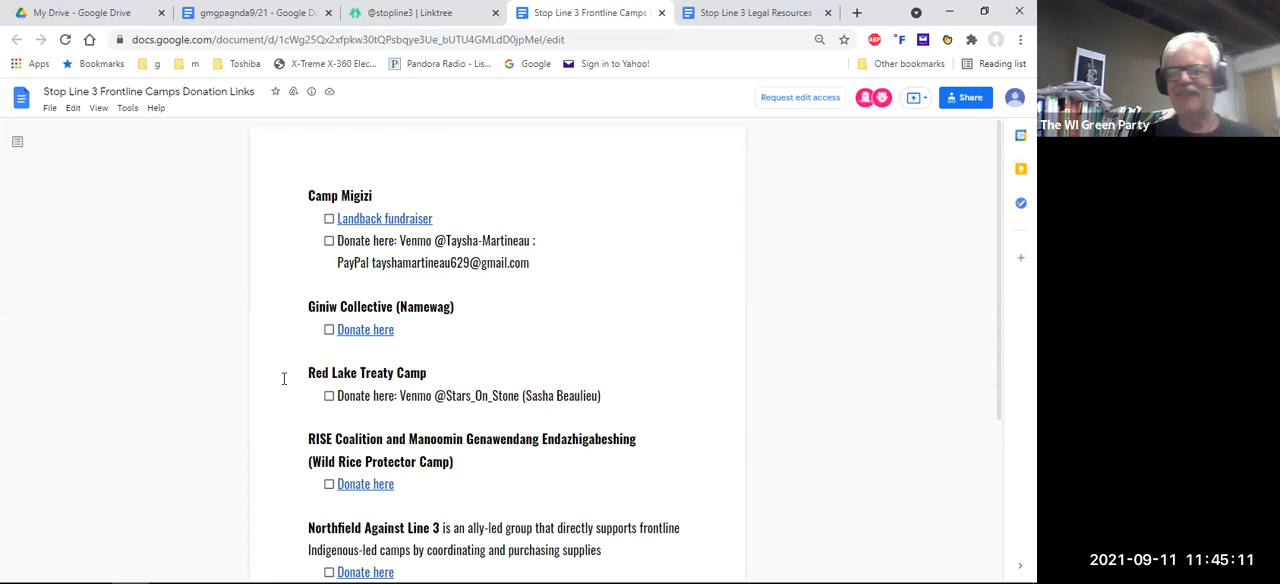 My Drive - Google Drive
gmgpagnda9/21 - Google D
@stopline3 | Linktree
Stop Line 3 Frontline Camps
Stop Line 3 Legal Resources -
docs.google.com/document/d/1cWg25Qx2xfpkw30tQPsbqye3Ue_bUTU4GMLdD0jpMeI/edit
ABP
F
Apps
Bookmarks
g
m
Toshiba
X-Treme X-360 Elec...
Pandora Radio - Lis...
Google
Sign in to Yahoo!
Other bookmarks
Reading list
Stop Line 3 Frontline Camps Donation Links
File Edit View Tools Help
Request edit access
Share
The WI Green Party
Camp Migizi
Landback fundraiser
Donate here: Venmo @Taysha-Martineau ;
PayPal tayshamartineau629@gmail.com
Giniw Collective (Namewag)
Donate here
Red Lake Treaty Camp
Donate here: Venmo @Stars_On_Stone (Sasha Beaulieu)
RISE Coalition and Manoomin Genawendang Endazhigabeshing
(Wild Rice Protector Camp)
Donate here
Northfield Against Line 3 is an ally-led group that directly supports frontline
Indigenous-led camps by coordinating and purchasing supplies
Donate here
2021-09-11 11:45:11